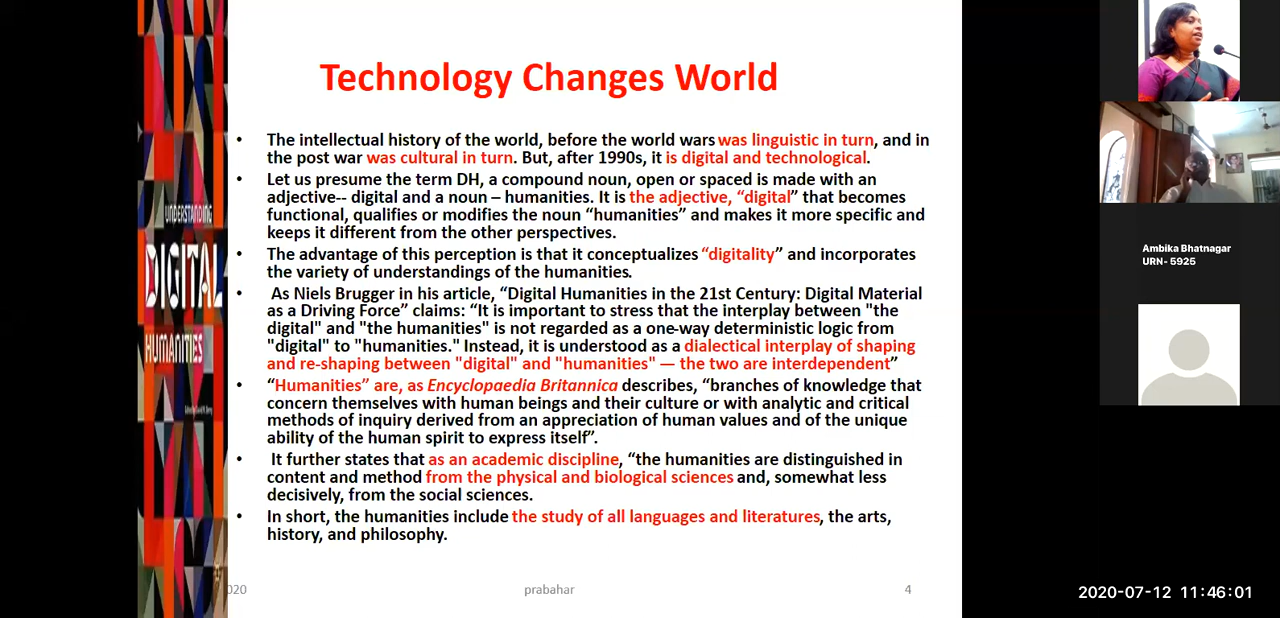 Technology Changes World
• The intellectual history of the world, before the world wars was linguistic in turn, and in
the post war was cultural in turn. But, after 1990s, it is digital and technological.
• Let us presume the term DH, a compound noun, open or spaced is made with an
adjective-- digital and a noun – humanities. It is the adjective, “digital” that becomes
functional, qualifies or modifies the noun “humanities” and makes it more specific and
keeps it different from the other perspectives.
• The advantage of this perception is that it conceptualizes “digitality” and incorporates
the variety of understandings of the humanities.
• As Niels Brugger in his article, “Digital Humanities in the 21st Century: Digital Material
as a Driving Force” claims: “It is important to stress that the interplay between "the
digital" and "the humanities" is not regarded as a one-way deterministic logic from
"digital" to "humanities." Instead, it is understood as a dialectical interplay of shaping
and re-shaping between "digital" and "humanities" — the two are interdependent”
• “Humanities” are, as Encyclopaedia Britannica describes, “branches of knowledge that
concern themselves with human beings and their culture or with analytic and critical
methods of inquiry derived from an appreciation of human values and of the unique
ability of the human spirit to express itself”.
• It further states that as an academic discipline, “the humanities are distinguished in
content and method from the physical and biological sciences and, somewhat less
decisively, from the social sciences.
• In short, the humanities include the study of all languages and literatures, the arts,
history, and philosophy.
020
prabahar
4
UNDERSTANDING
DIGITAL
HUMANITIES
Ambika Bhatnagar
URN- 5925
2020-07-12 11:46:01